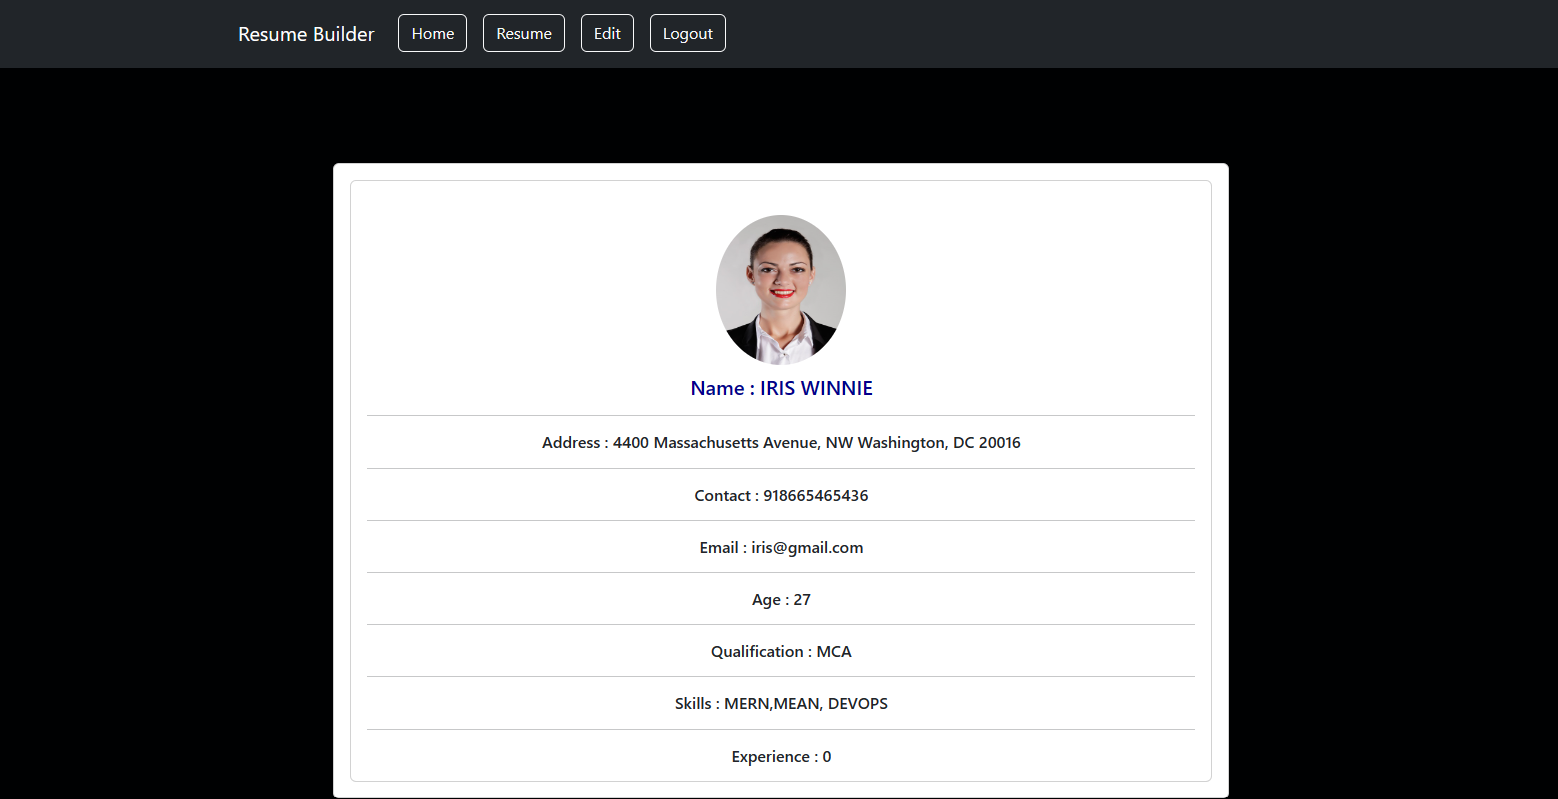 Resume Builder Home Resume Edit Logout
Name : IRIS WINNIE
Address : 4400 Massachusetts Avenue, NW Washington, DC 20016
Contact : 918665465436
Email : iris@gmail.com
Age : 27
Qualification : MCA
Skills : MERN,MEAN, DEVOPS
Experience : 0